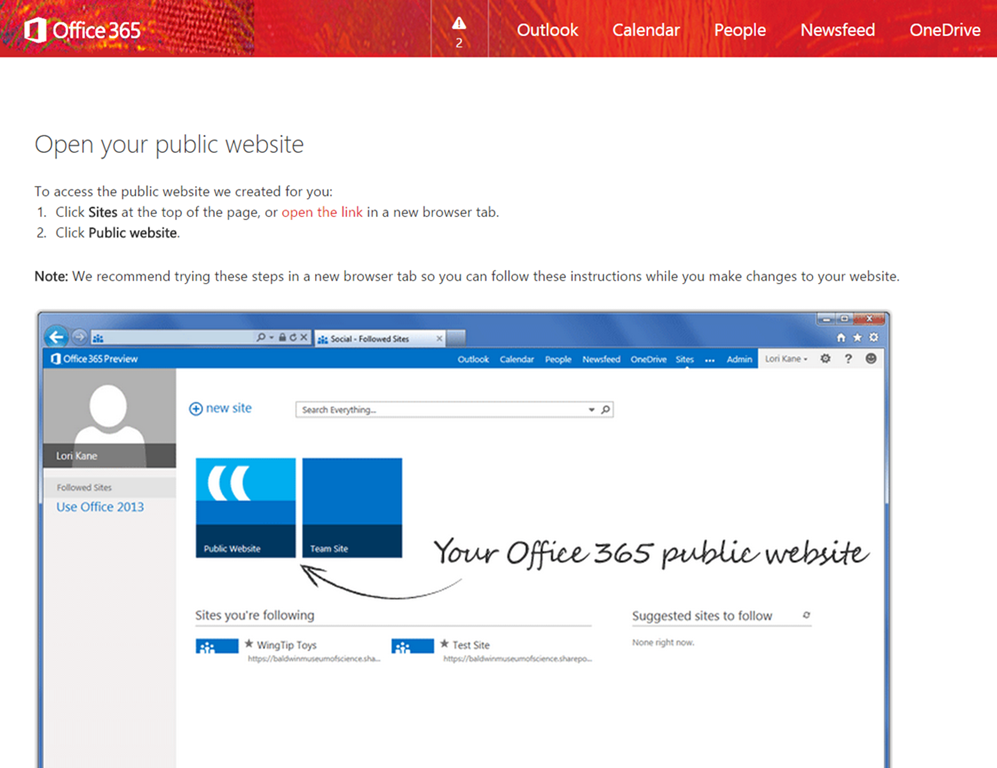 Office 365
2
Outlook Calendar People Newsfeed OneDrive
Open your public website
To access the public website we created for you:
1. Click Sites at the top of the page, or open the link in a new browser tab.
2. Click Public website.
Note: We recommend trying these steps in a new browser tab so you can follow these instructions while you make changes to your website.
Social - Followed Sites
Office 365 Preview
Outlook Calendar People Newsfeed OneDrive Sites ... Admin Lori Kane ?
new site
Search Everything...
Lori Kane
Followed Sites
Use Office 2013
Public Website
Team Site
Your Office 365 public website
Sites you're following
Suggested sites to follow
WingTip Toys
https://baldwinmuseumofscience.sha...
Test Site
https://baldwinmuseumofscience.sharepo...
None right now.